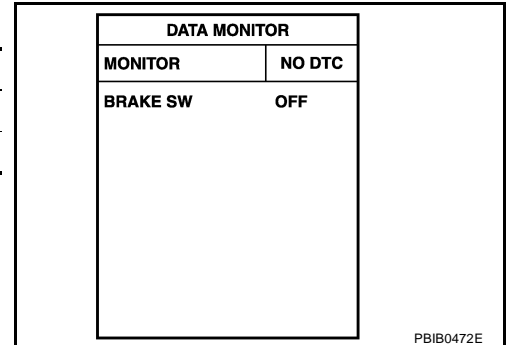 DATA MONITOR
MONITOR NO DTC
BRAKE SW OFF
PBIB0472E